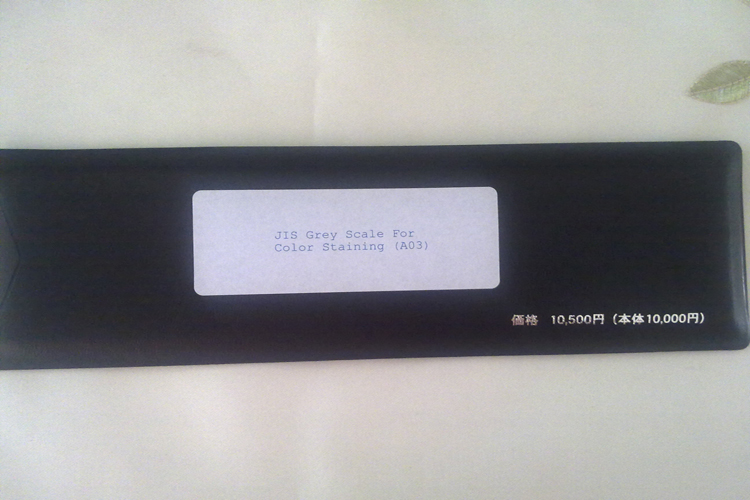 JIS Grey Scale For
Color Staining (A03)
価格 10,500円（本体10,000円）